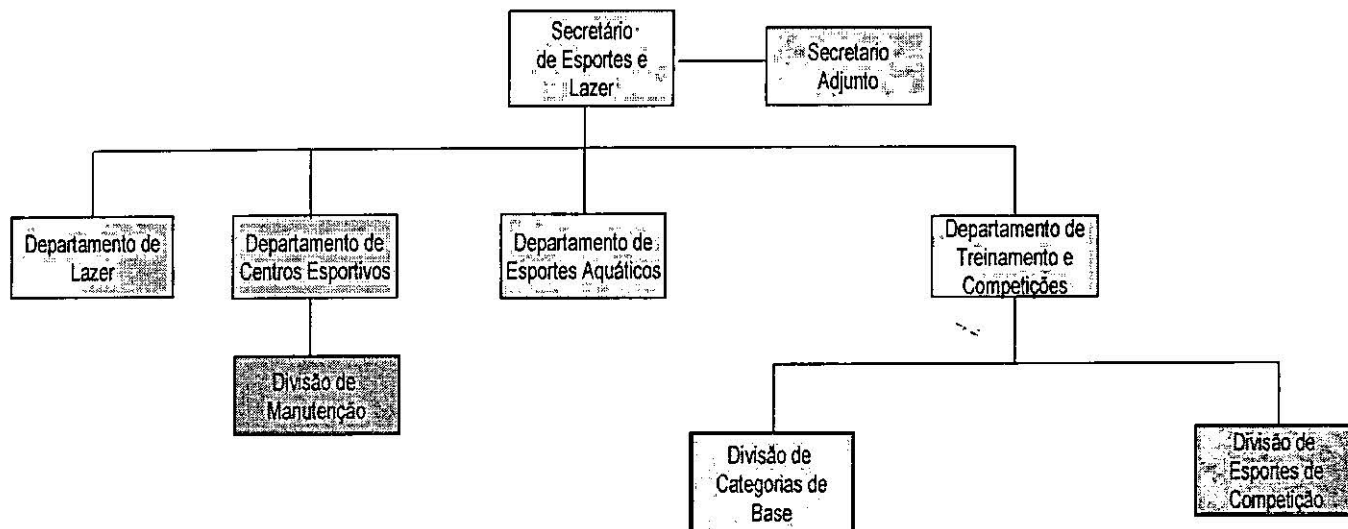 Secretário
de Esportes e
Lazer
Secretario
Adjunto
Departamento de
Lazer
Departamento de
Centros Esportivos
Departamento de
Esportes Aquáticos
Departamento de
Treinamento e
Competições
Divisão de
Manutenção
Divisão de
Categorias de
Base
Divisão de
Esportes de
Competição